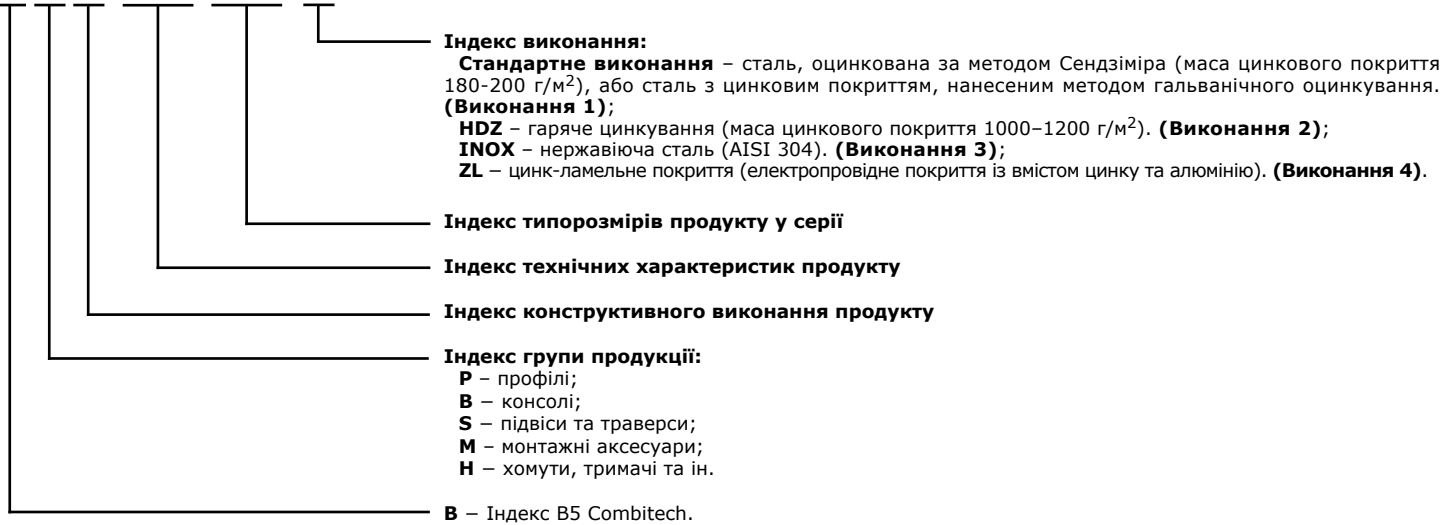 Індекс виконання:
Стандартне виконання – сталь, оцинкована за методом Сендзіміра (маса цинкового покриття
180-200 г/м2), або сталь з цинковим покриттям, нанесеним методом гальванічного оцинкування.
(Виконання 1);
HDZ – гаряче цинкування (маса цинкового покриття 1000–1200 г/м2). (Виконання 2);
INOX – нержавіюча сталь (AISI 304). (Виконання 3);
ZL − цинк-ламельне покриття (електропровідне покриття із вмістом цинку та алюмінію). (Виконання 4).
Індекс типорозмірів продукту у серії
Індекс технічних характеристик продукту
Індекс конструктивного виконання продукту
Індекс групи продукції:
P – профілі;
B − консолі;
S − підвіси та траверси;
M – монтажні аксесуари;
H − хомути, тримачі та ін.
B − Індекс B5 Combitech.